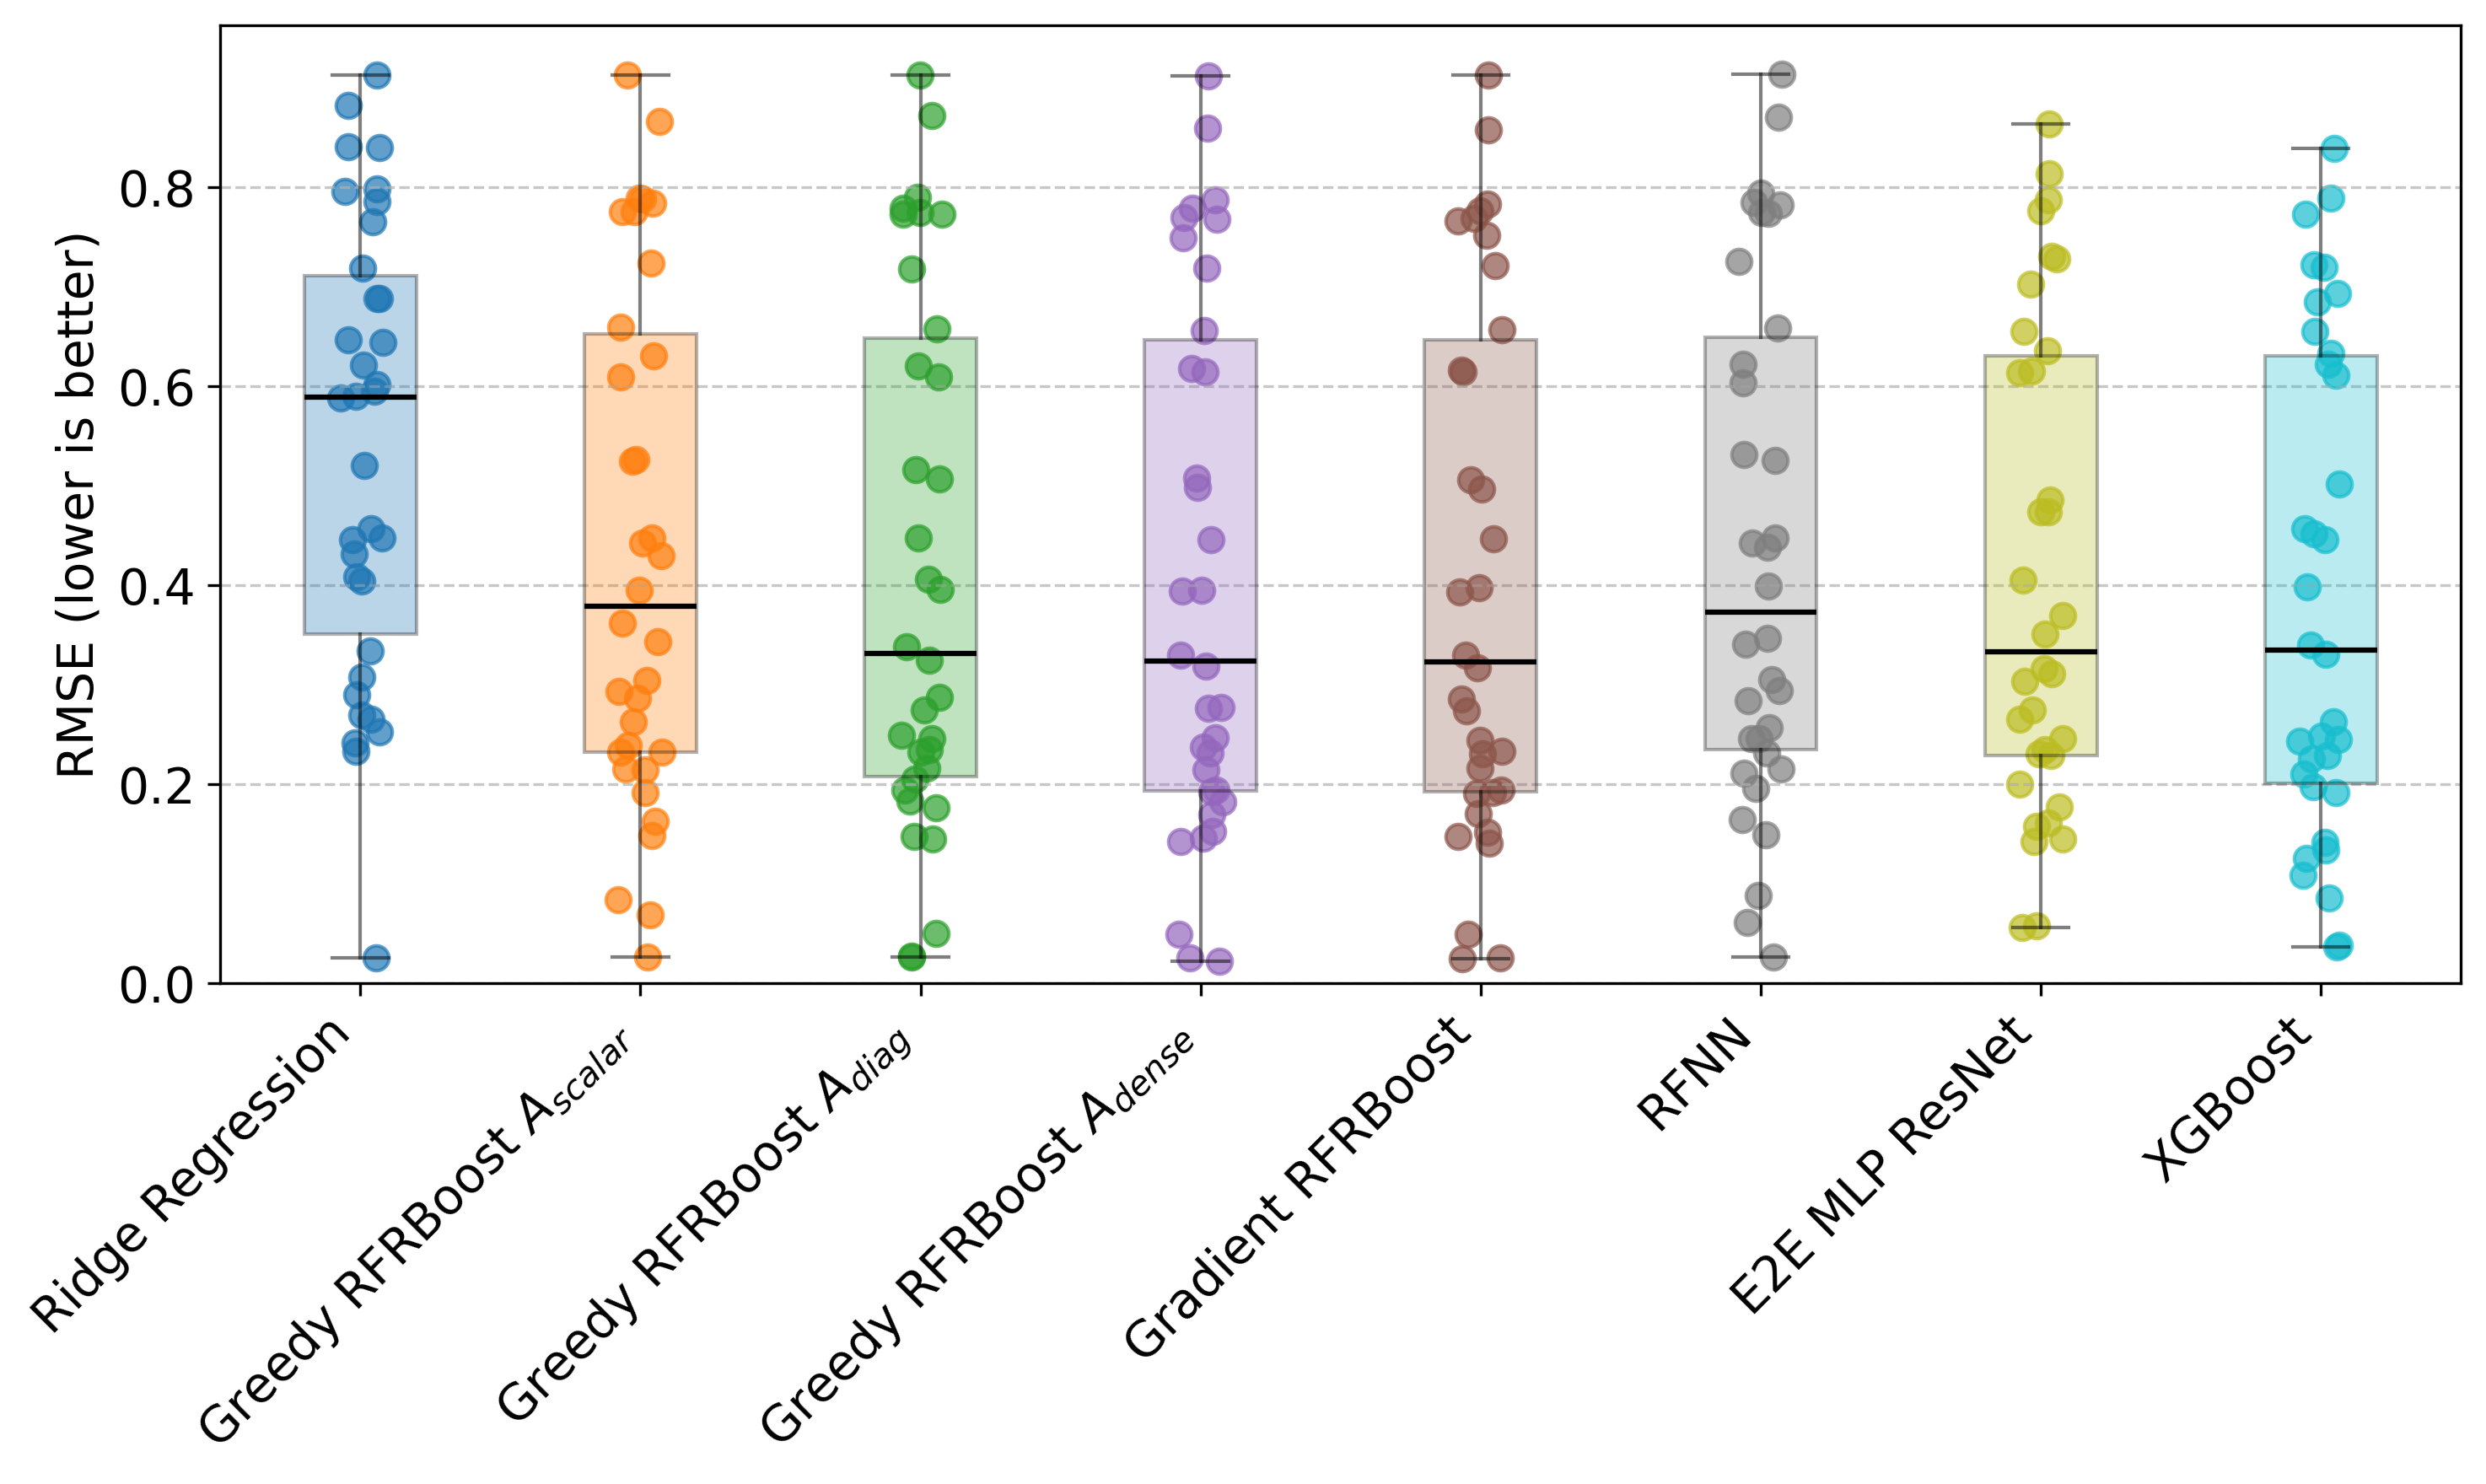 RMSE (lower is better)
0.8
0.6
0.4
0.2
0.0
Ridge Regression
Greedy RFRBoost A_scalar
Greedy RFRBoost A_diag
Greedy RFRBoost A_dense
Gradient RFRBoost
RFNN
E2E MLP ResNet
XGBoost